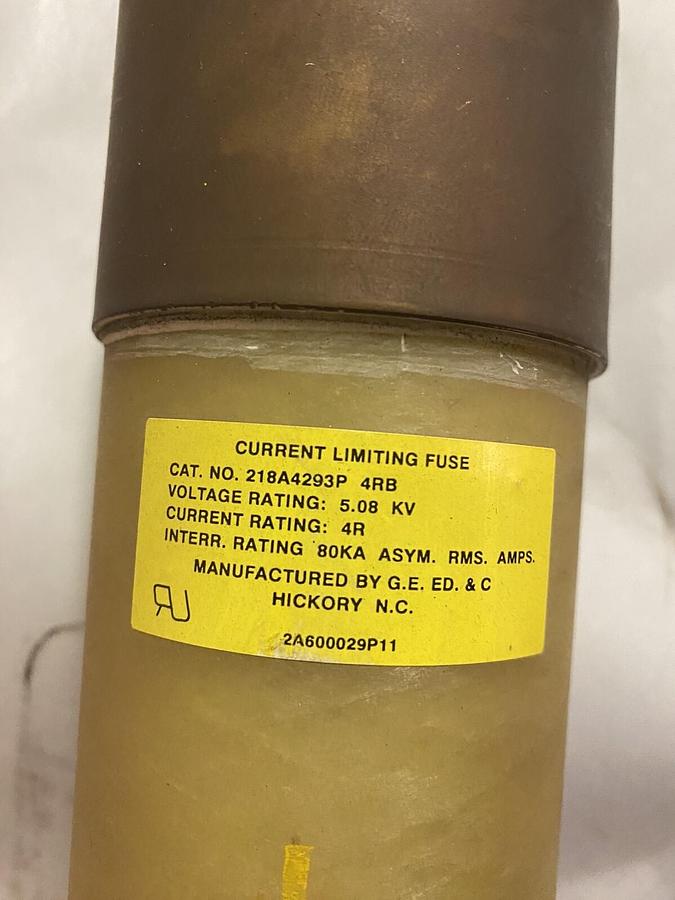 CURRENT LIMITING FUSE
CAT. NO. 218A4293P 4RB
VOLTAGE RATING: 5.08 KV
CURRENT RATING: 4R
INTERR. RATING 80KA ASYM. RMS. AMPS.
MANUFACTURED BY G.E. ED. & C
HICKORY N.C.
RU
2A600029P11